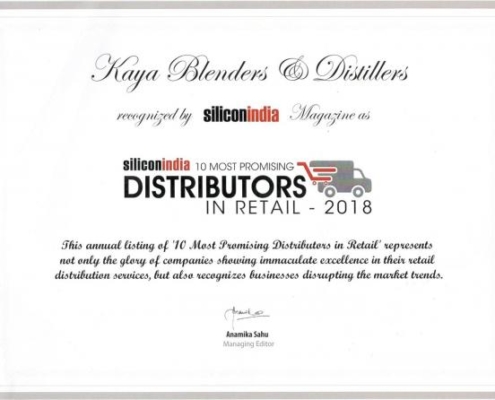 Kaya Blenders & Distillers
recognized by siliconindia Magazine as
siliconindia 10 MOST PROMISING
DISTRIBUTORS
IN RETAIL - 2018
This annual listing of '10 Most Promising Distributors in Retail' represents
not only the glory of companies showing immaculate excellence in their retail
distribution services, but also recognizes businesses disrupting the market trends.
Anamika Sahu
Managing Editor